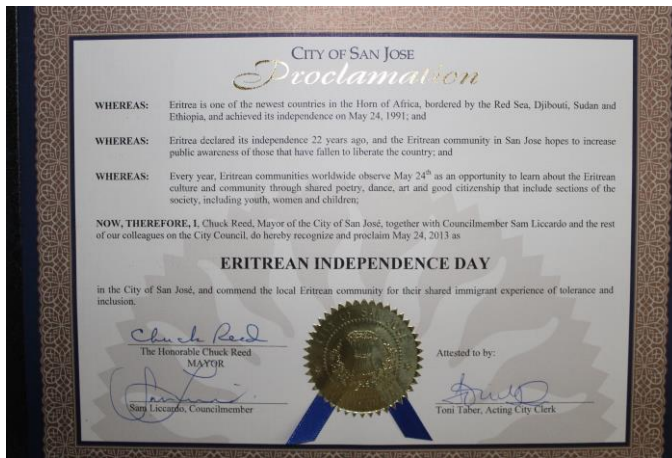 CITY OF SAN JOSE
Proclamation
WHEREAS: Eritrea is one of the newest countries in the Horn of Africa, bordered by the Red Sea, Djibouti, Sudan and
Ethiopia, and achieved its independence on May 24, 1991; and
WHEREAS: Eritrea declared its independence 22 years ago, and the Eritrean community in San Jose hopes to increase
public awareness of those that have fallen to liberate the country; and
WHEREAS: Every year, Eritrean communities worldwide observe May 24th as an opportunity to learn about the Eritrean
culture and community through shared poetry, dance, art and good citizenship that include sections of the
society, including youth, women and children;
NOW, THEREFORE, I, Chuck Reed, Mayor of the City of San José, together with Councilmember Sam Liccardo and the rest
of our colleagues on the City Council, do hereby recognize and proclaim May 24, 2013 as
ERITREAN INDEPENDENCE DAY
in the City of San José, and commend the local Eritrean community for their shared immigrant experience of tolerance and
inclusion.
Chuck Reed
The Honorable Chuck Reed
MAYOR
Attested to by:
Sam Liccardo, Councilmember
Toni Taber, Acting City Clerk